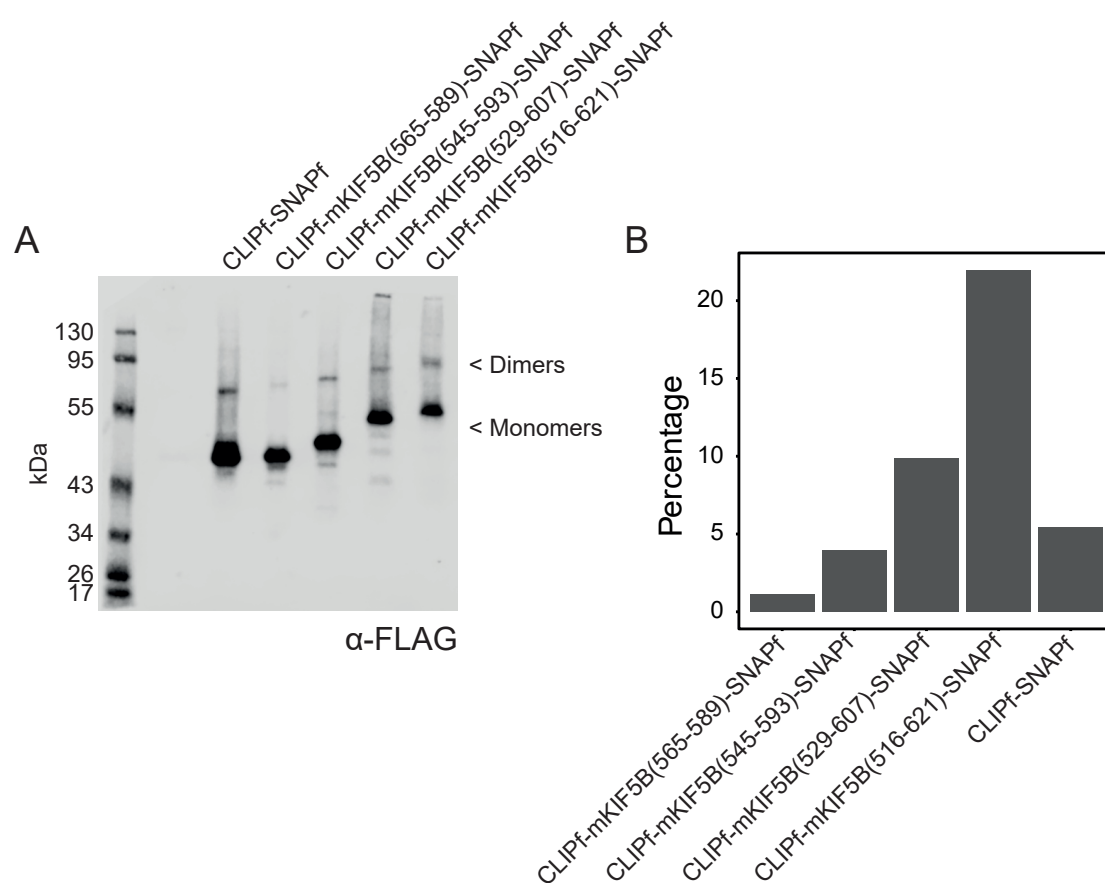 A
CLIPf-SNAPf
CLIPf-mKIF5B(565-589)-SNAPf
CLIPf-mKIF5B(545-593)-SNAPf
CLIPf-mKIF5B(529-607)-SNAPf
CLIPf-mKIF5B(516-621)-SNAPf
kDa
130
95
55
43
34
26
17
< Dimers
< Monomers
α-FLAG
B
Percentage
20
15
10
5
0
CLIPf-mKIF5B(565-589)-SNAPf
CLIPf-mKIF5B(545-593)-SNAPf
CLIPf-mKIF5B(529-607)-SNAPf
CLIPf-mKIF5B(516-621)-SNAPf
CLIPf-SNAPf